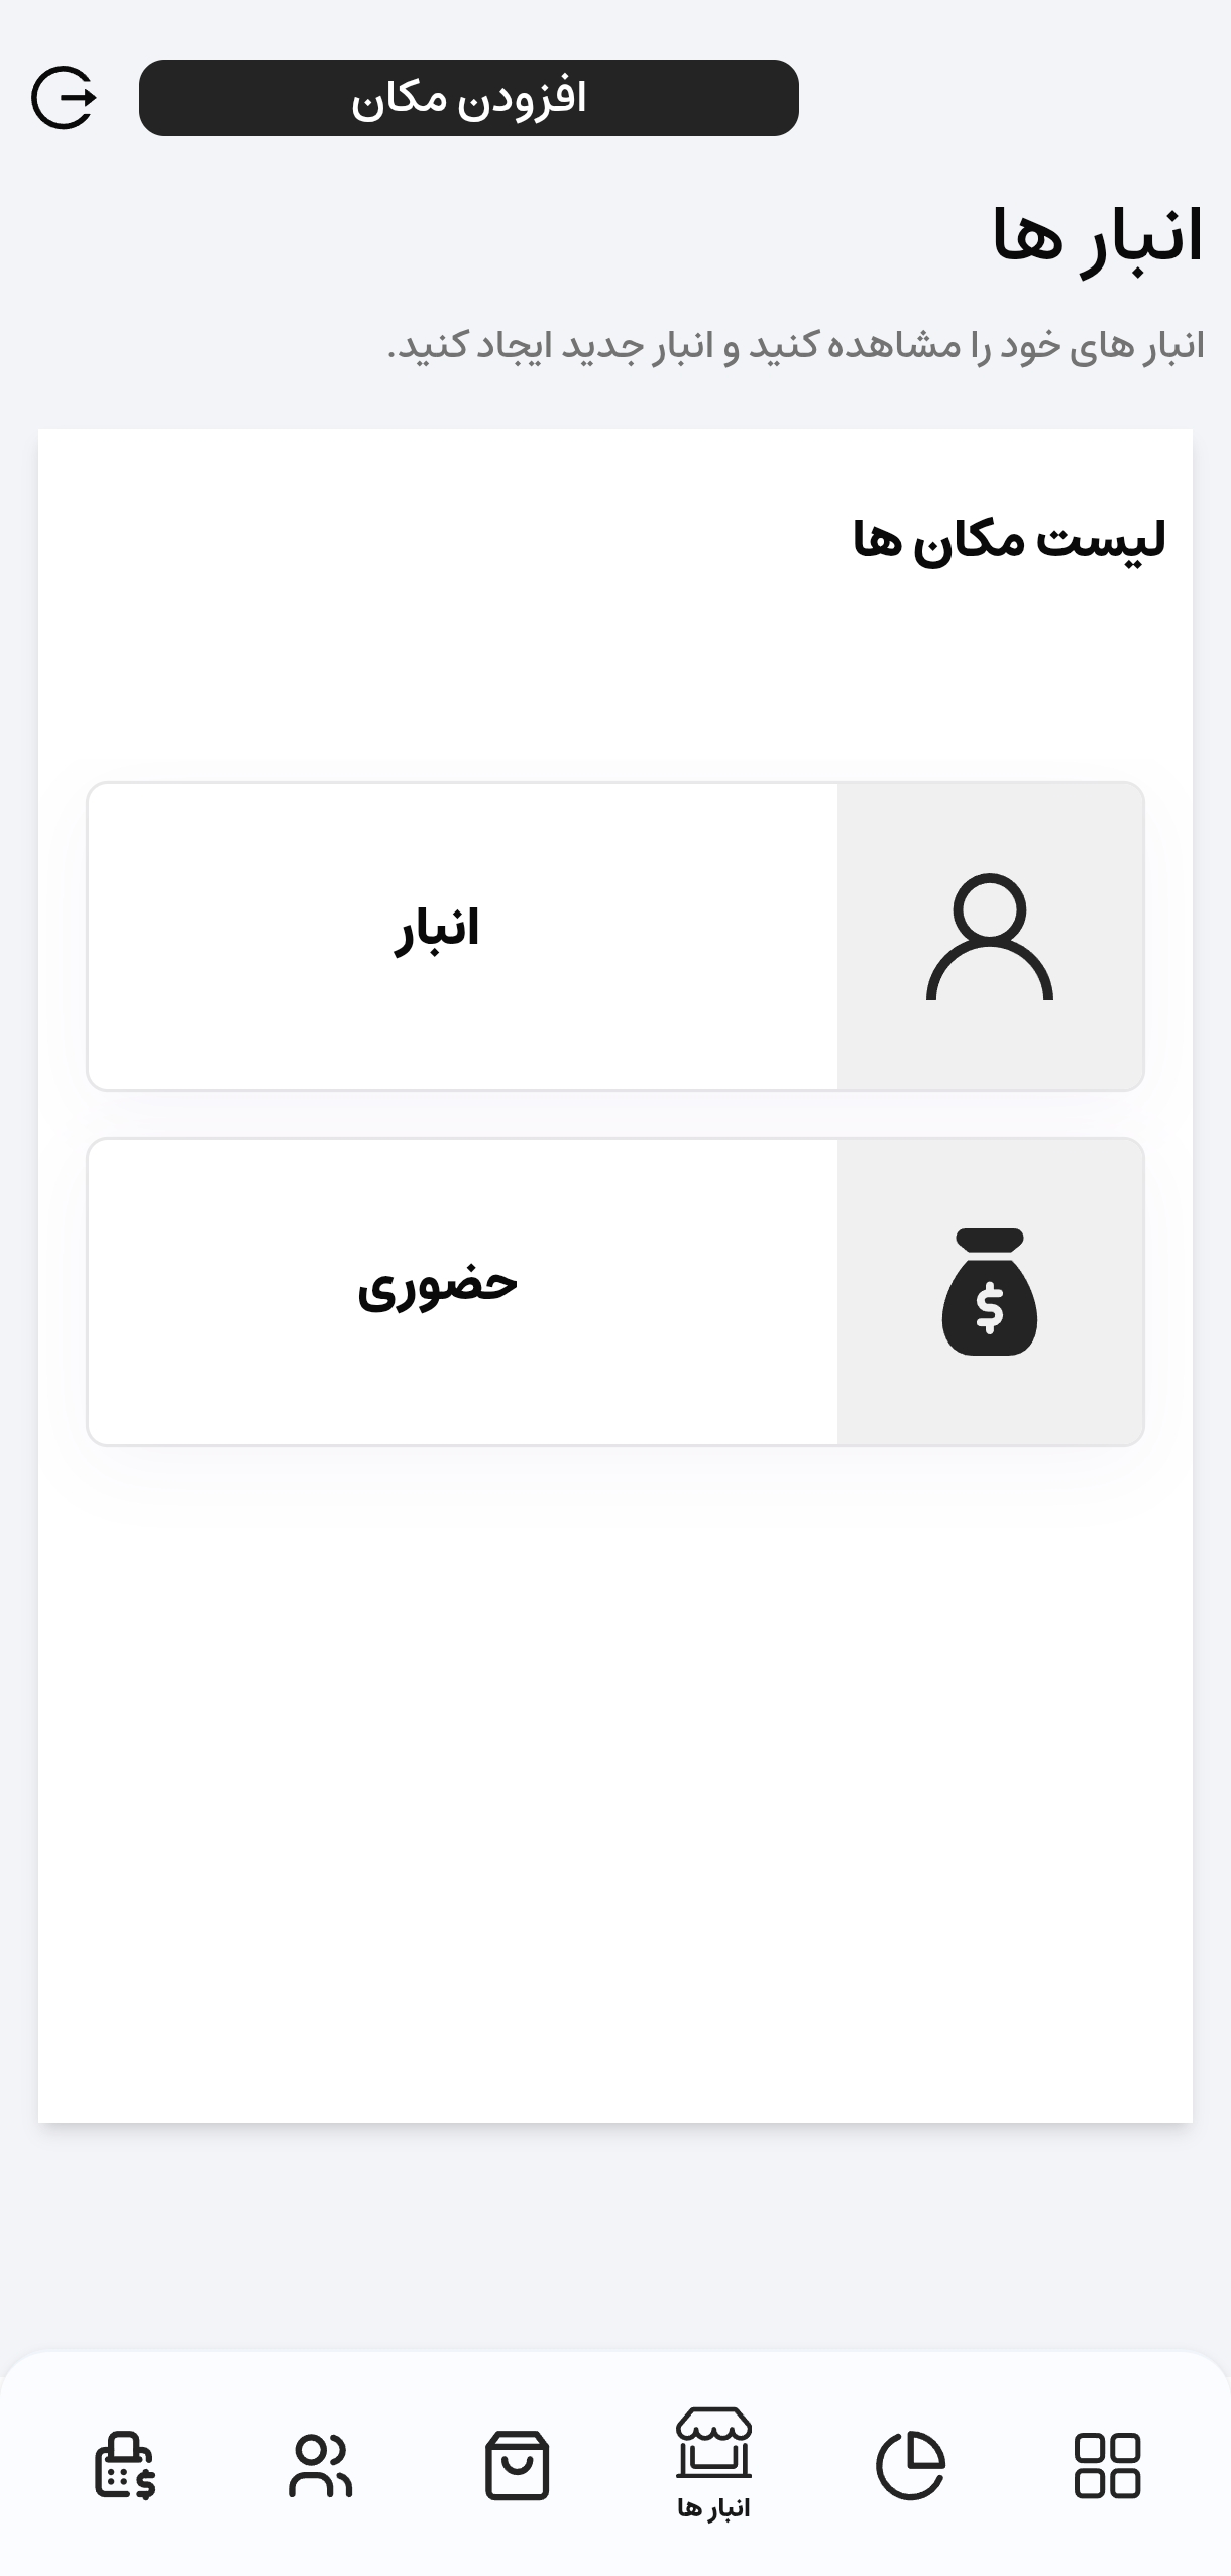 افزودن مکان
انبار ها
انبار های خود را مشاهده کنید و انبار جدید ایجاد کنید.
لیست مکان ها
انبار
حضوری
$
$
انبار ها